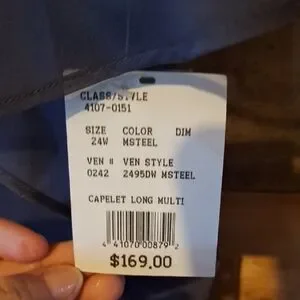 CLASS/STYLE
4107-0151
SIZE COLOR DIM
24W MSTEEL
VEN # VEN STYLE
0242 2495DW MSTEEL
CAPELET LONG MULTI
4 41070 00879 2
$169.00